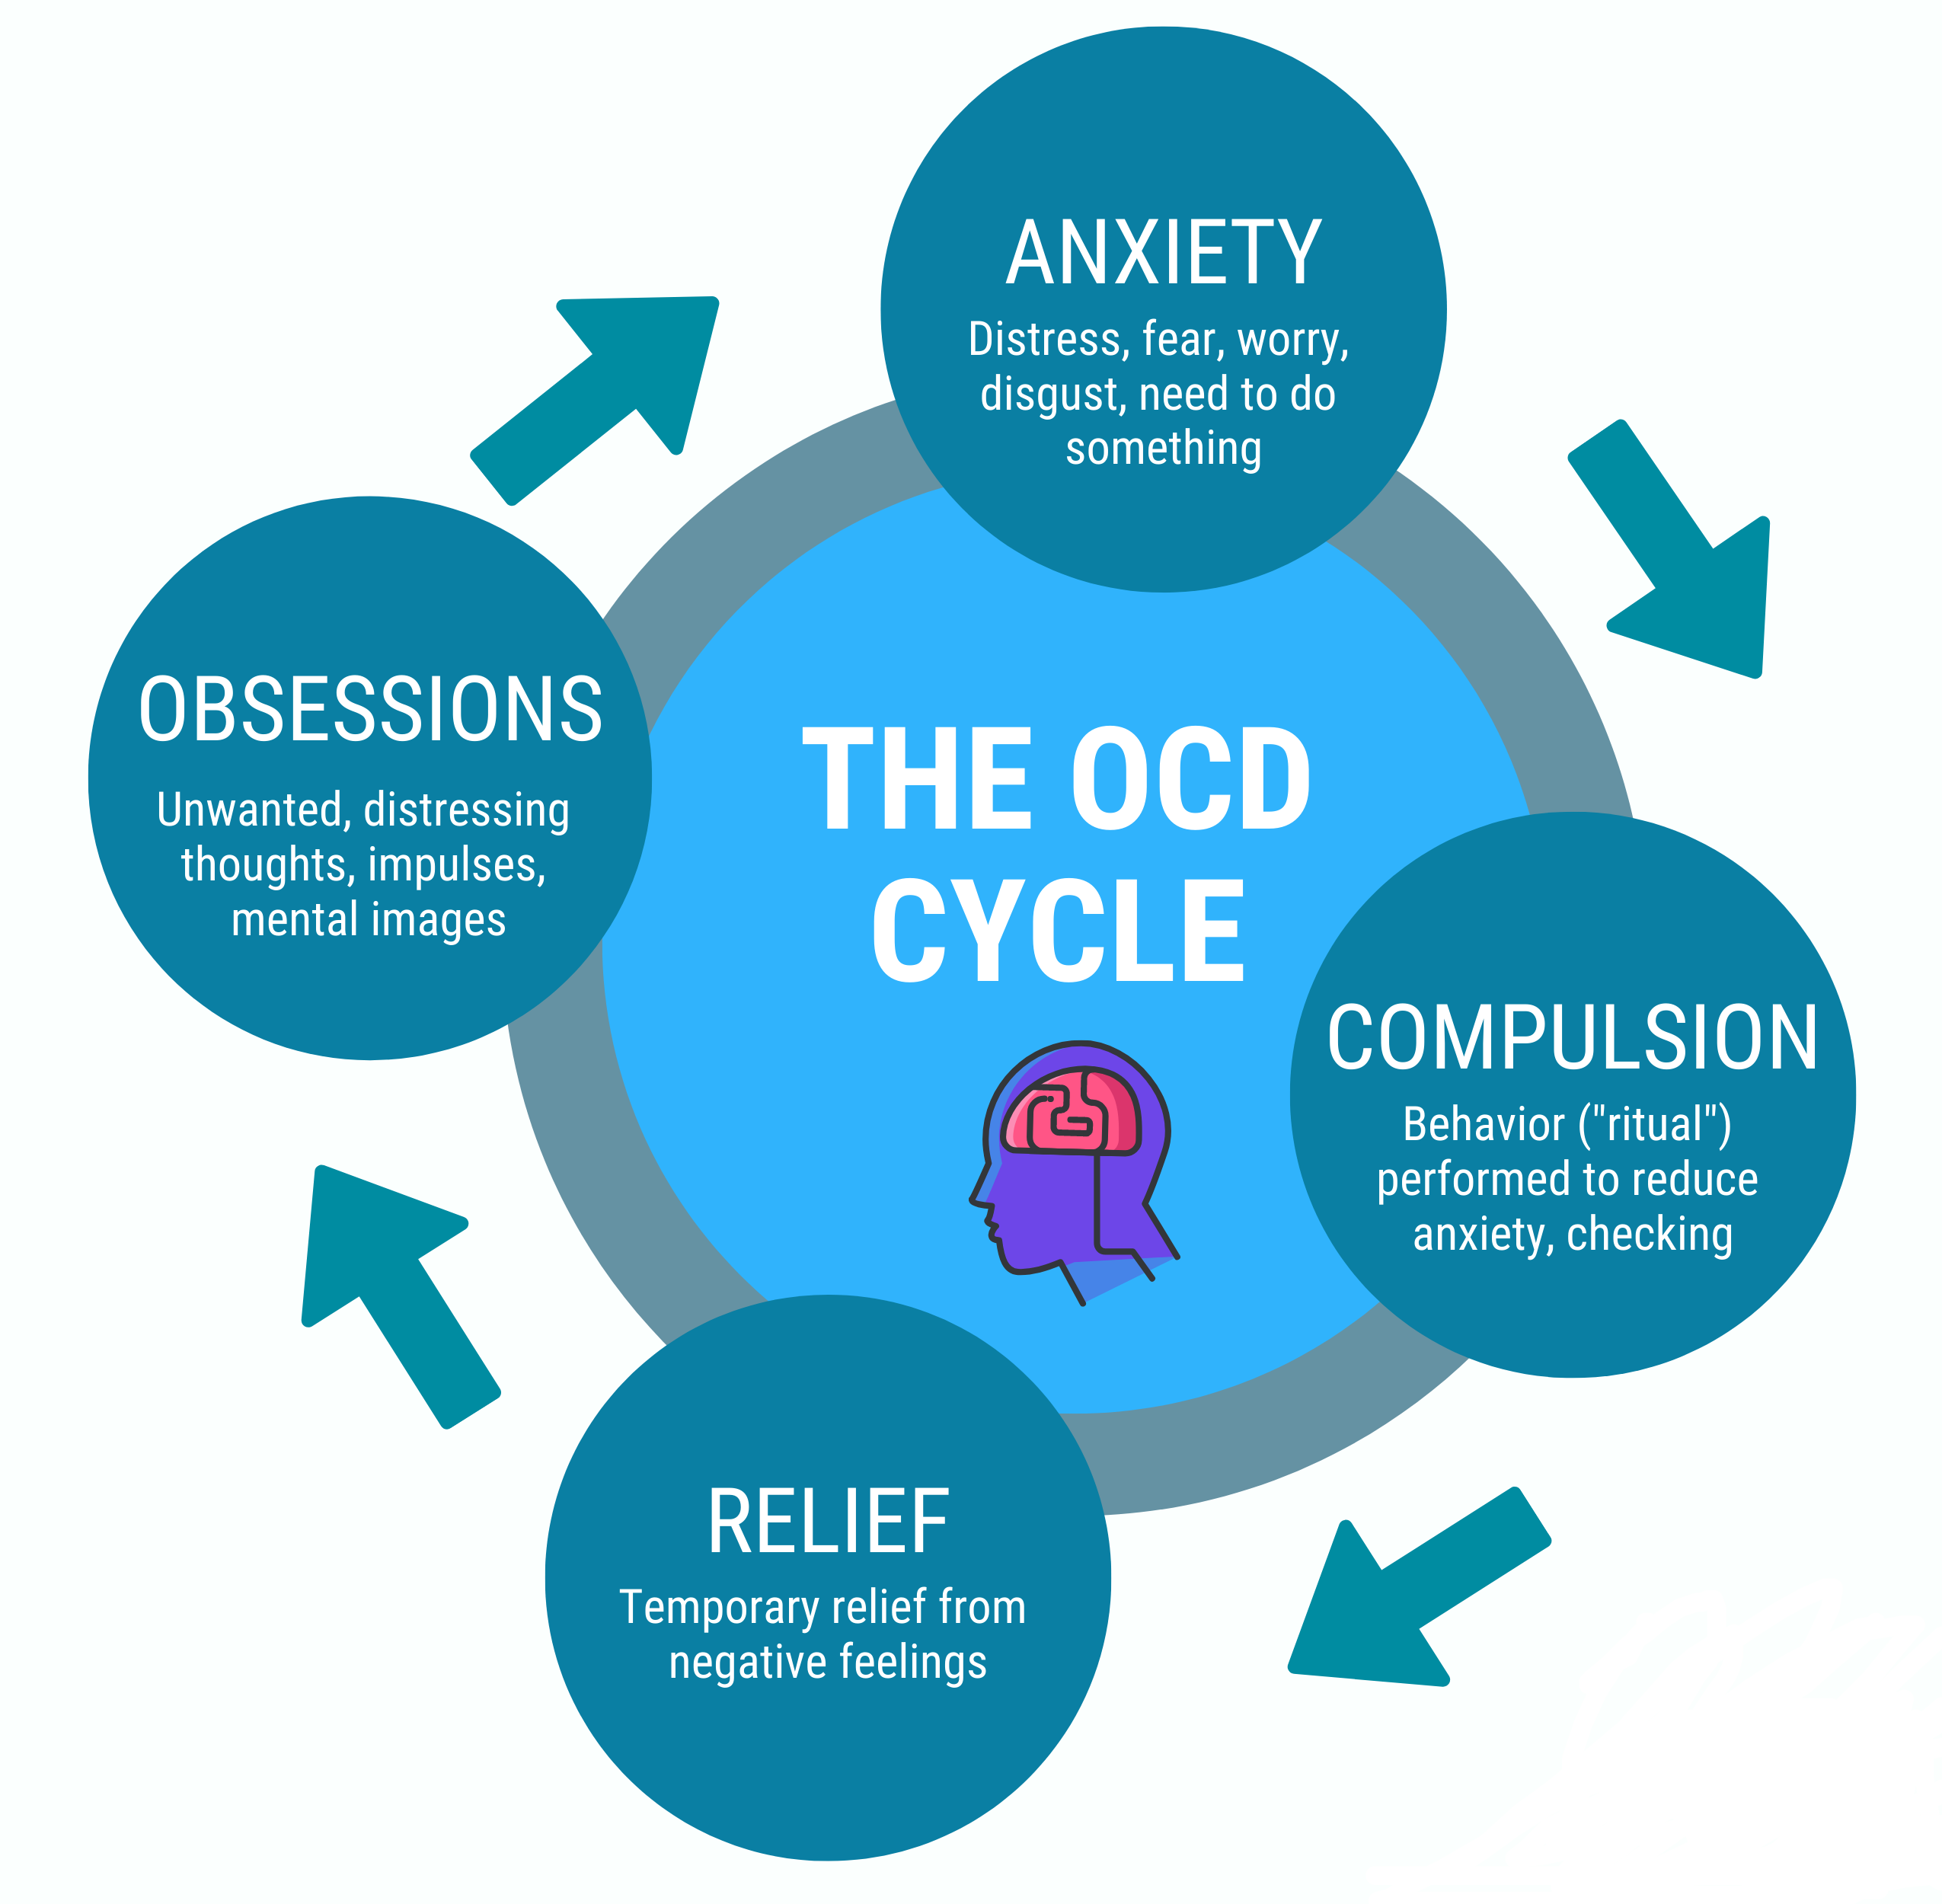 ANXIETY
Distress, fear, worry,
disgust, need to do
something
OBSESSIONS
Unwanted, distressing
thoughts, impulses,
mental images
THE OCD
CYCLE
COMPULSION
Behavior ("ritual")
performed to reduce
anxiety, checking
RELIEF
Temporary relief from
negative feelings